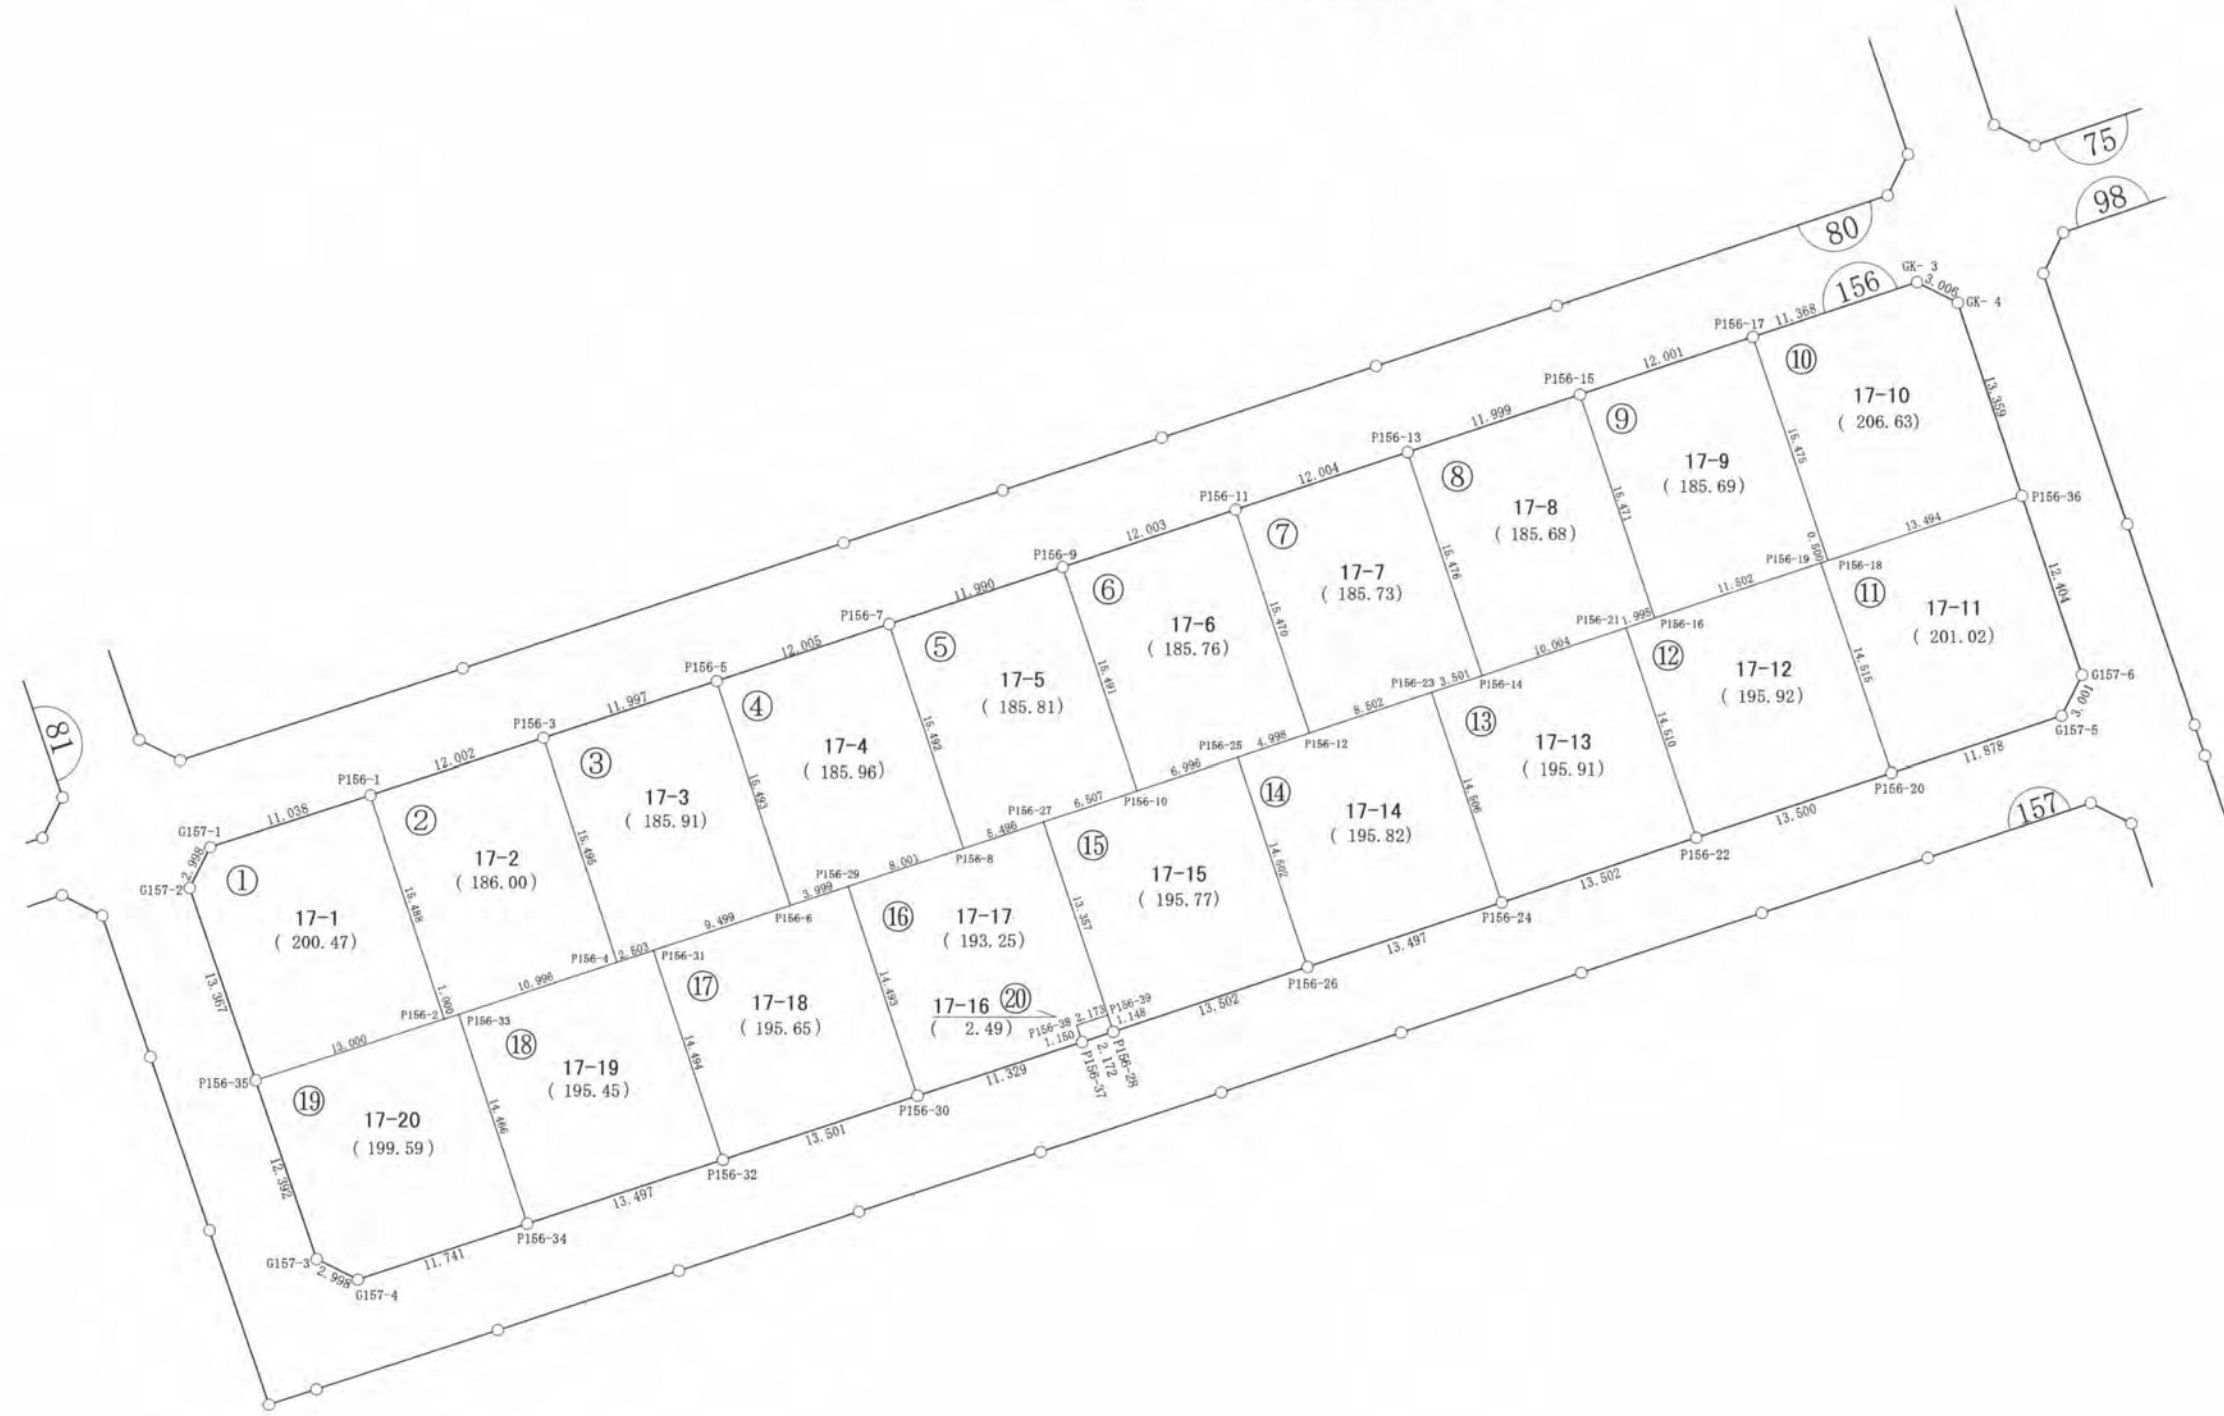 75
98
80
156
GK- 3
3.006
GK- 4
P156-17
11.368
⑩
17-10
( 206.63)
13.359
15.475
P156-15
12.001
⑨
17-9
( 185.69)
P156-36
13.494
P156-13
11.999
⑧
17-8
( 185.68)
15.471
0.500
P156-19
P156-18
P156-11
12.004
⑦
17-7
( 185.73)
15.476
11.502
⑪
17-11
( 201.02)
12.404
P156-9
12.003
⑥
17-6
( 185.76)
15.470
10.004
P156-21
1.995
P156-16
⑫
17-12
( 195.92)
14.515
G157-6
3.001
G157-5
P156-7
11.990
⑤
17-5
( 185.81)
15.491
8.502
P156-23
3.501
P156-14
⑬
17-13
( 195.91)
14.510
11.878
P156-20
P156-5
12.005
④
17-4
( 185.96)
15.492
6.996
P156-25
4.998
P156-12
⑭
17-14
( 195.82)
14.506
13.500
157
P156-22
P156-3
11.997
③
17-3
( 185.91)
15.493
P156-27
6.507
P156-10
⑮
17-15
( 195.77)
14.502
13.502
P156-24
81
P156-1
12.002
②
17-2
( 186.00)
15.495
P156-29
8.001
5.496
P156-8
13.357
13.497
P156-26
G157-1
11.038
2.998
G157-2
①
17-1
( 200.47)
15.488
9.499
3.999
P156-6
⑯
17-17
( 193.25)
14.493
17-16 ⑳
( 2.49)
P156-38
2.173
P156-39
1.148
1.150
2.172
P156-28
P156-37
13.502
13.367
P156-4
2.503
P156-31
10.996
⑰
17-18
( 195.65)
14.494
11.329
P156-30
P156-2
1.000
P156-33
13.000
P156-35
⑱
17-19
( 195.45)
14.486
13.501
P156-32
⑲
17-20
( 199.59)
12.392
13.497
P156-34
G157-3
2.998
G157-4
11.741